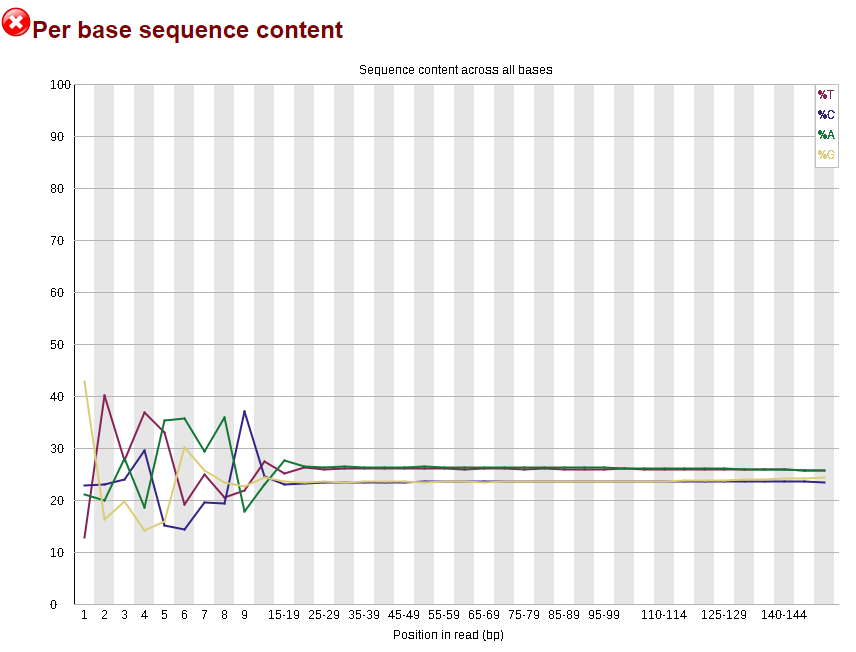 Per base sequence content
Sequence content across all bases
100
90
80
70
60
50
40
30
20
10
0
%T
%C
%A
%G
1 2 3 4 5 6 7 8 9 15-19 25-29 35-39 45-49 55-59 65-69 75-79 85-89 95-99 110-114 125-129 140-144
Position in read (bp)